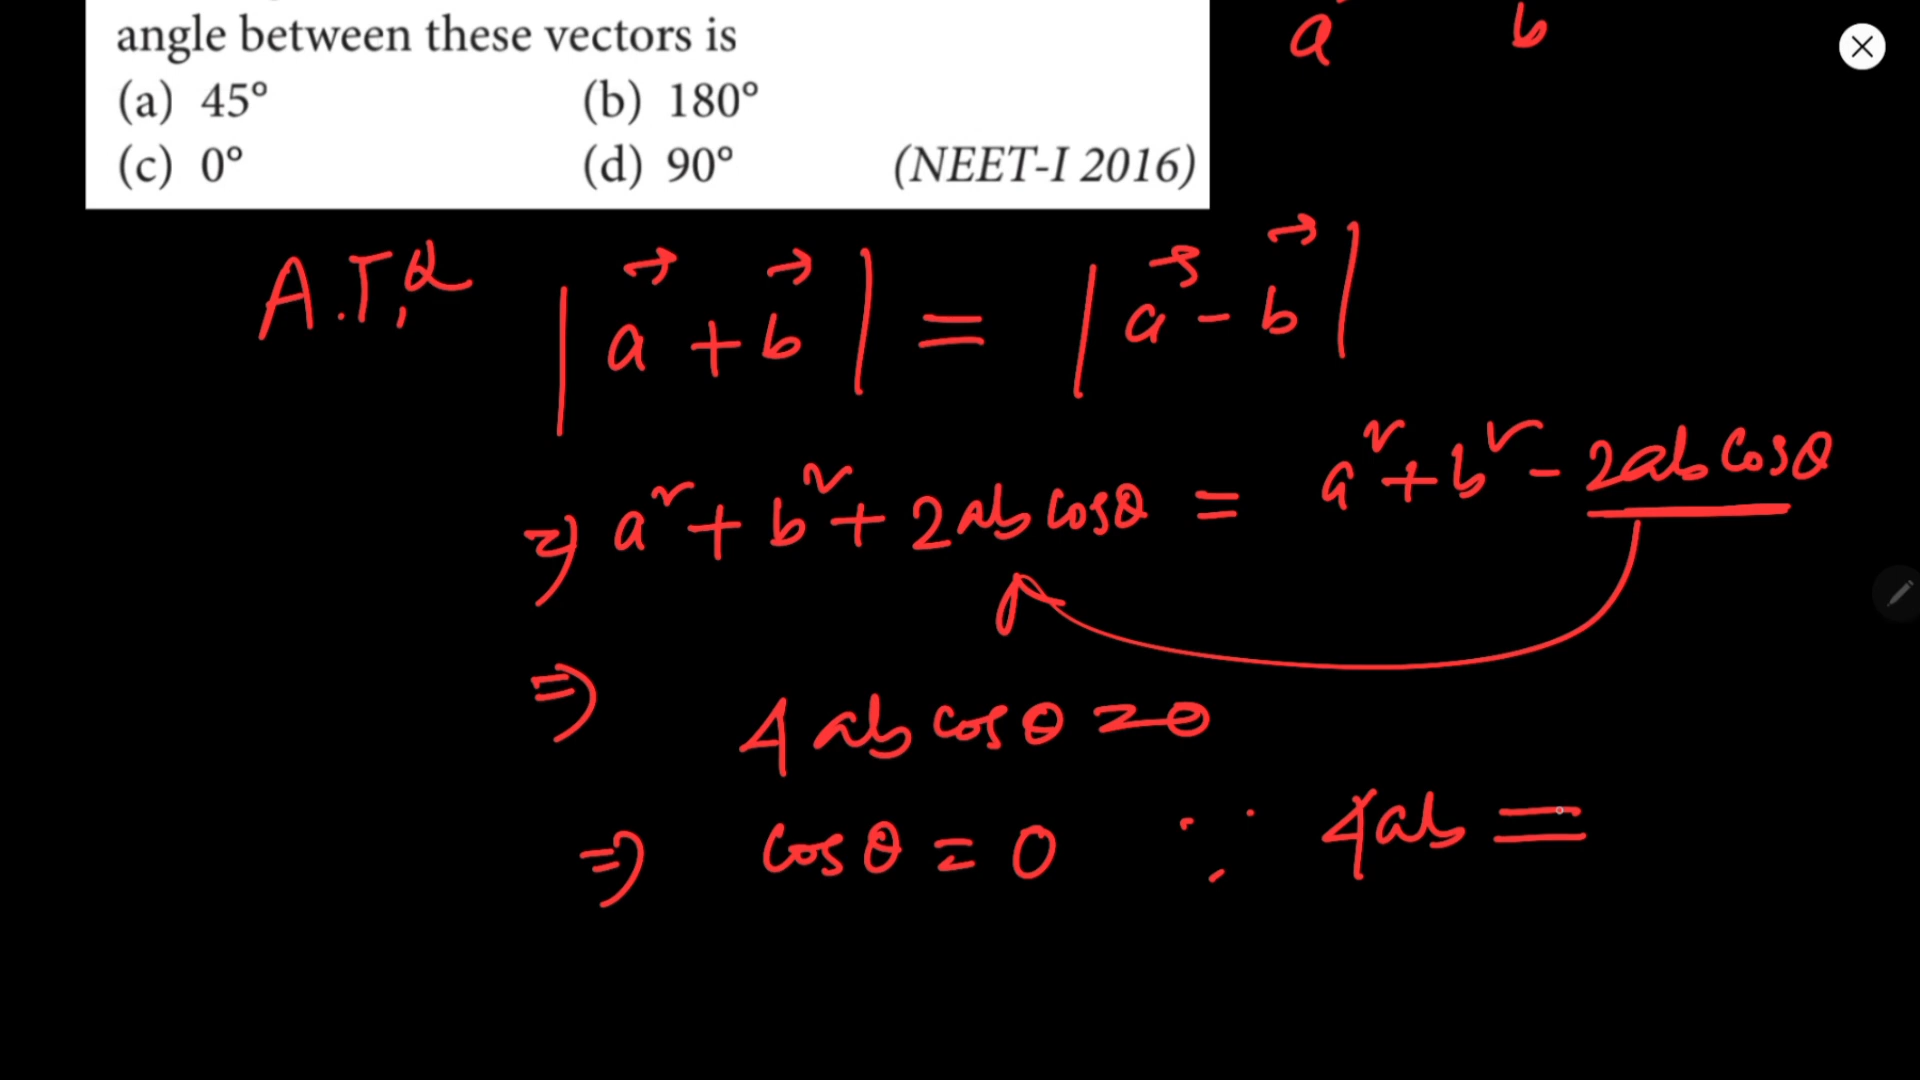 angle between these vectors is
a b
(a) 45° (b) 180°
(c) 0° (d) 90° (NEET-I 2016)
A.T.Q |a⃗ + b⃗| = |a⃗ - b⃗|
⇒ a² + b² + 2ab cosθ = a² + b² - 2ab cosθ
⇒ 4ab cosθ = 0
⇒ cosθ = 0 ∵ 4ab =